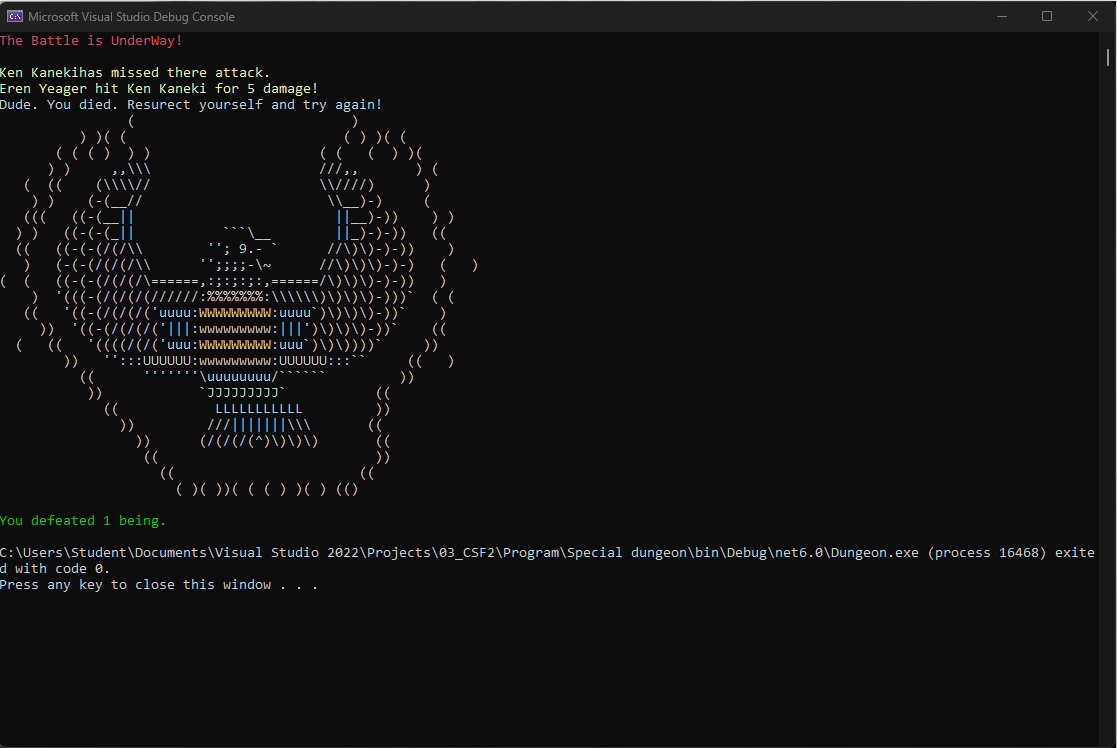 Microsoft Visual Studio Debug Console
The Battle is UnderWay!
Ken Kanekihas missed there attack.
Eren Yeager hit Ken Kaneki for 5 damage!
Dude. You died. Resurect yourself and try again!
You defeated 1 being.
C:\Users\Student\Documents\Visual Studio 2022\Projects\03_CSF2\Program\Special dungeon\bin\Debug\net6.0\Dungeon.exe (process 16468) exite
d with code 0.
Press any key to close this window . . .